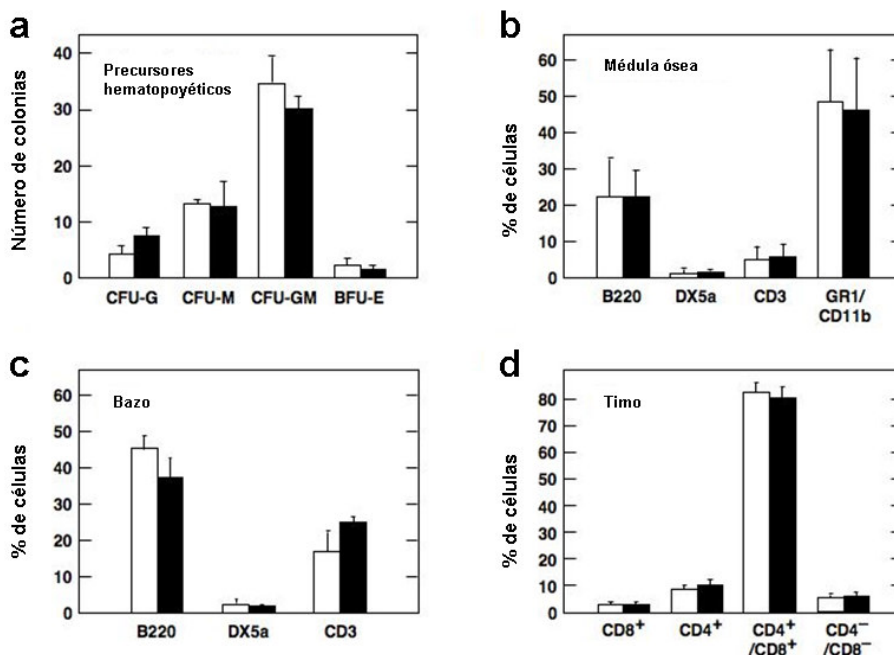 a
Número de colonias
40
30
20
10
0
Precursores
hematopoyéticos
CFU-G CFU-M CFU-GM BFU-E
b
% de células
60
50
40
30
20
10
0
Médula ósea
B220 DX5a CD3 GR1/
CD11b
c
% de células
60
50
40
30
20
10
0
Bazo
B220 DX5a CD3
d
% de células
80
70
60
50
40
30
20
10
0
Timo
CD8+ CD4+ CD4+ CD4−
/CD8+ /CD8−